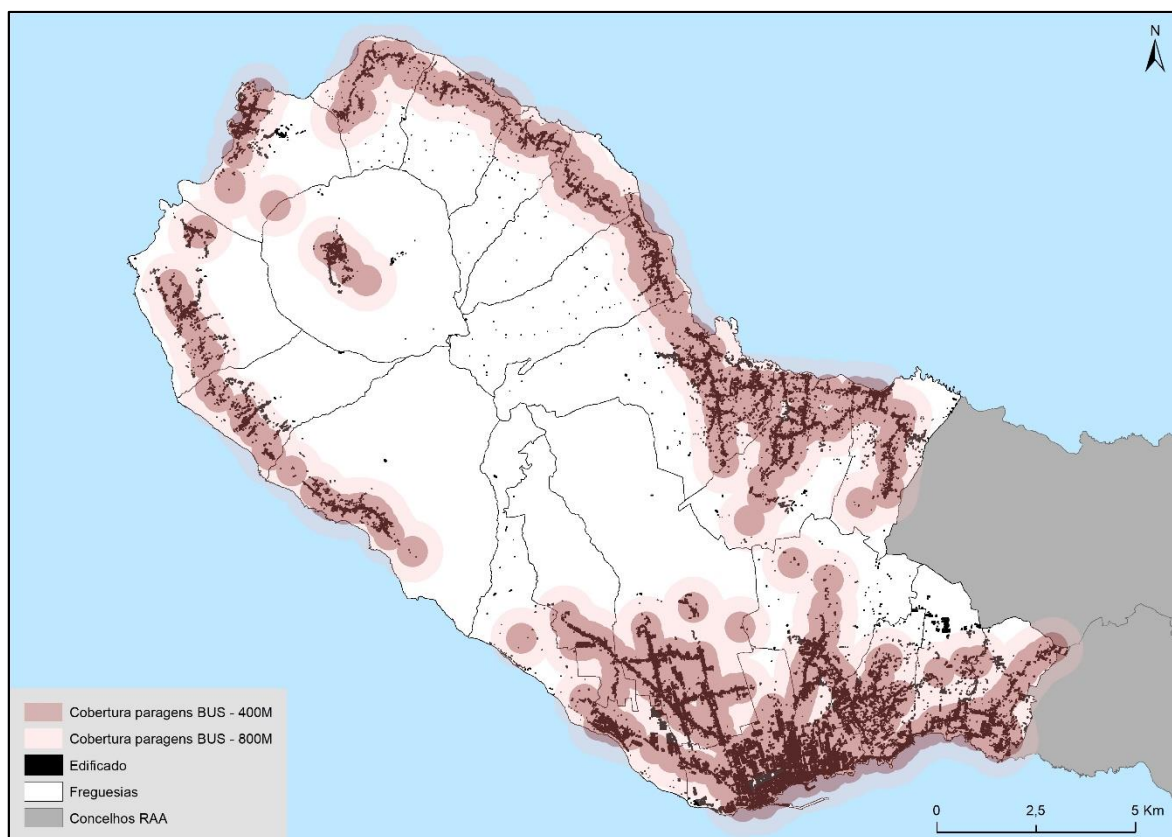 N
Cobertura paragens BUS - 400M
Cobertura paragens BUS - 800M
Edificado
Freguesias
Concelhos RAA
0 2,5 5 Km